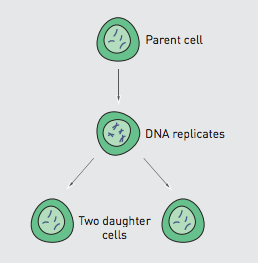 Parent cell
DNA replicates
Two daughter
cells